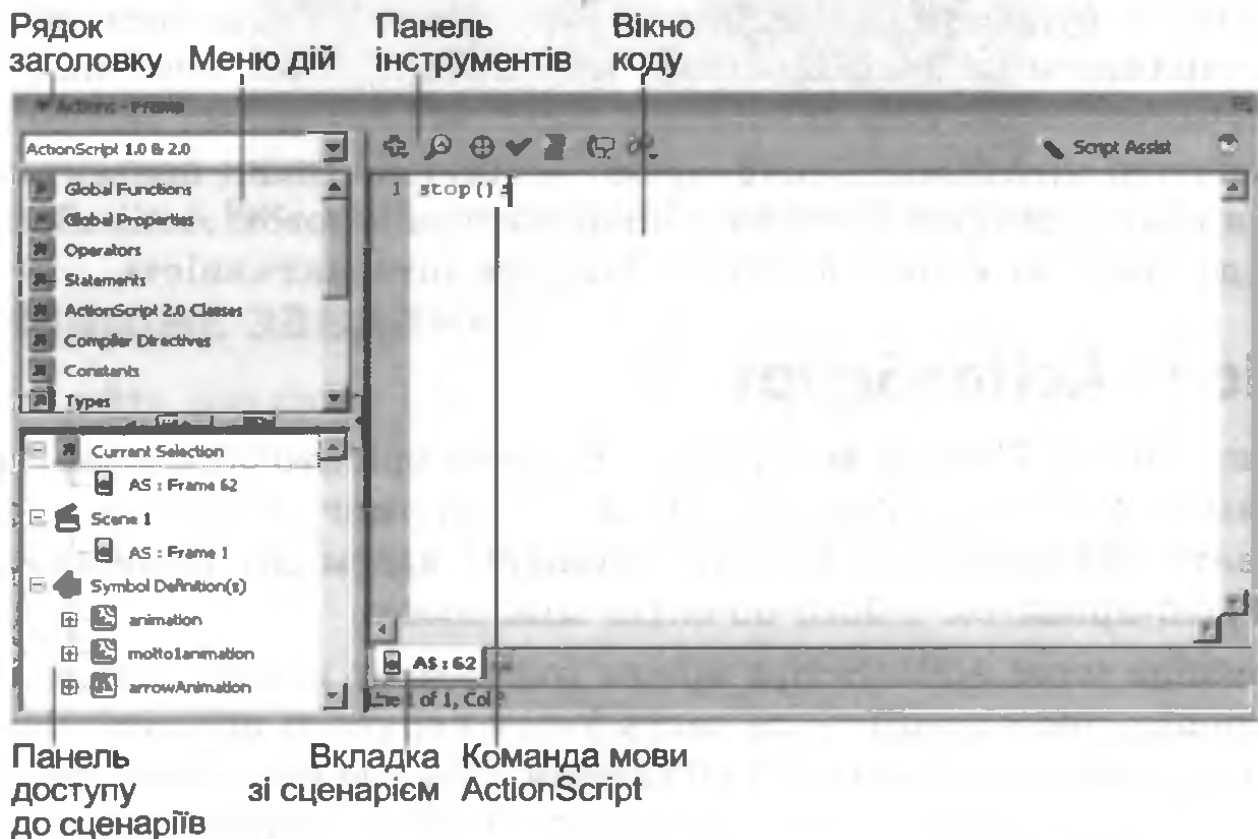 Рядок
заголовку
Меню дій
Панель
інструментів
Вікно
коду
Actions - Frame
ActionScript 1.0 & 2.0
Script Assist
Global Functions
Global Properties
Operators
Statements
ActionScript 2.0 Classes
Compiler Directives
Constants
Types
1 stop();
Current Selection
AS : Frame 62
Scene 1
AS : Frame 1
Symbol Definition(s)
animation
motto1animation
arrowAnimation
AS : 62
Line 1 of 1, Col
Панель
доступу
до сценаріїв
Вкладка
зі сценарієм
Команда мови
ActionScript